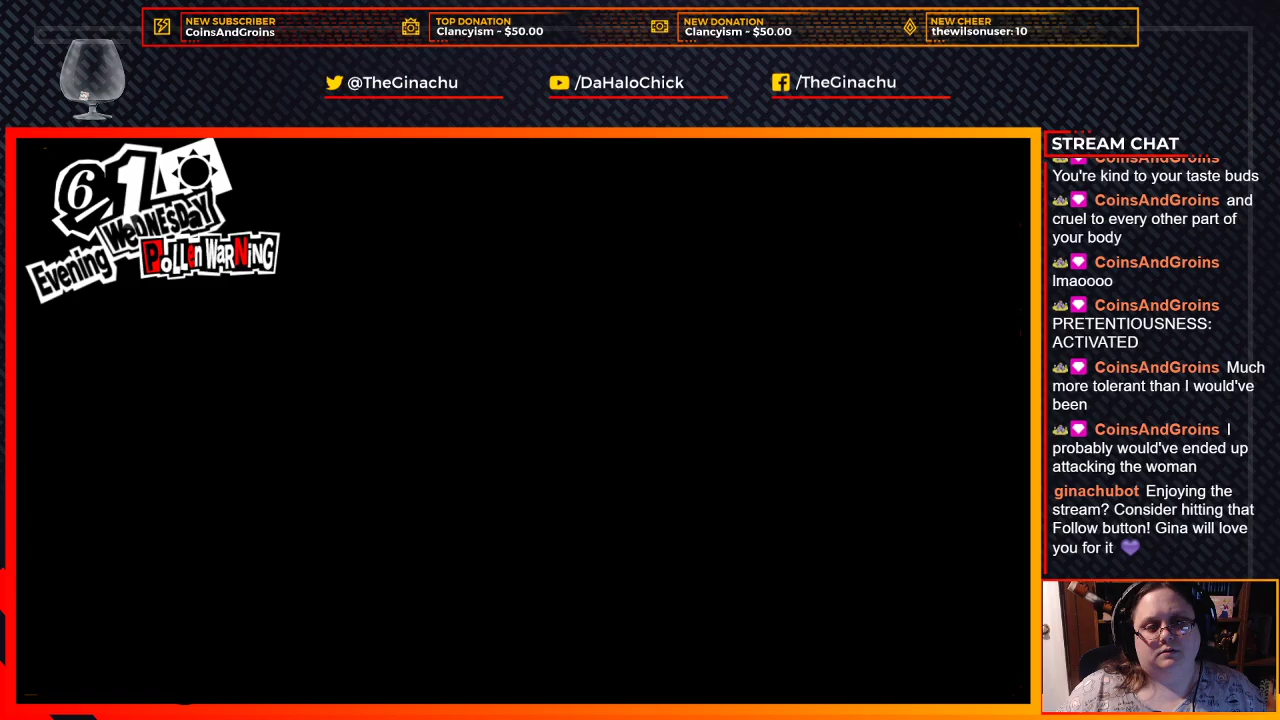 NEW SUBSCRIBER
CoinsAndGroins
TOP DONATION
Clancyism ~ $50.00
NEW DONATION
Clancyism ~ $50.00
NEW CHEER
thewilsonuser: 10
@TheGinachu
/DaHaloChick
/TheGinachu
61
WEDNESDAY
Evening
Pollen WarNiNG
STREAM CHAT
CoinsAndGroins
You're kind to your taste buds
CoinsAndGroins and
cruel to every other part of
your body
CoinsAndGroins
lmaoooo
CoinsAndGroins
PRETENTIOUSNESS:
ACTIVATED
CoinsAndGroins Much
more tolerant than I would've
been
CoinsAndGroins I
probably would've ended up
attacking the woman
ginachubot Enjoying the
stream? Consider hitting that
Follow button! Gina will love
you for it